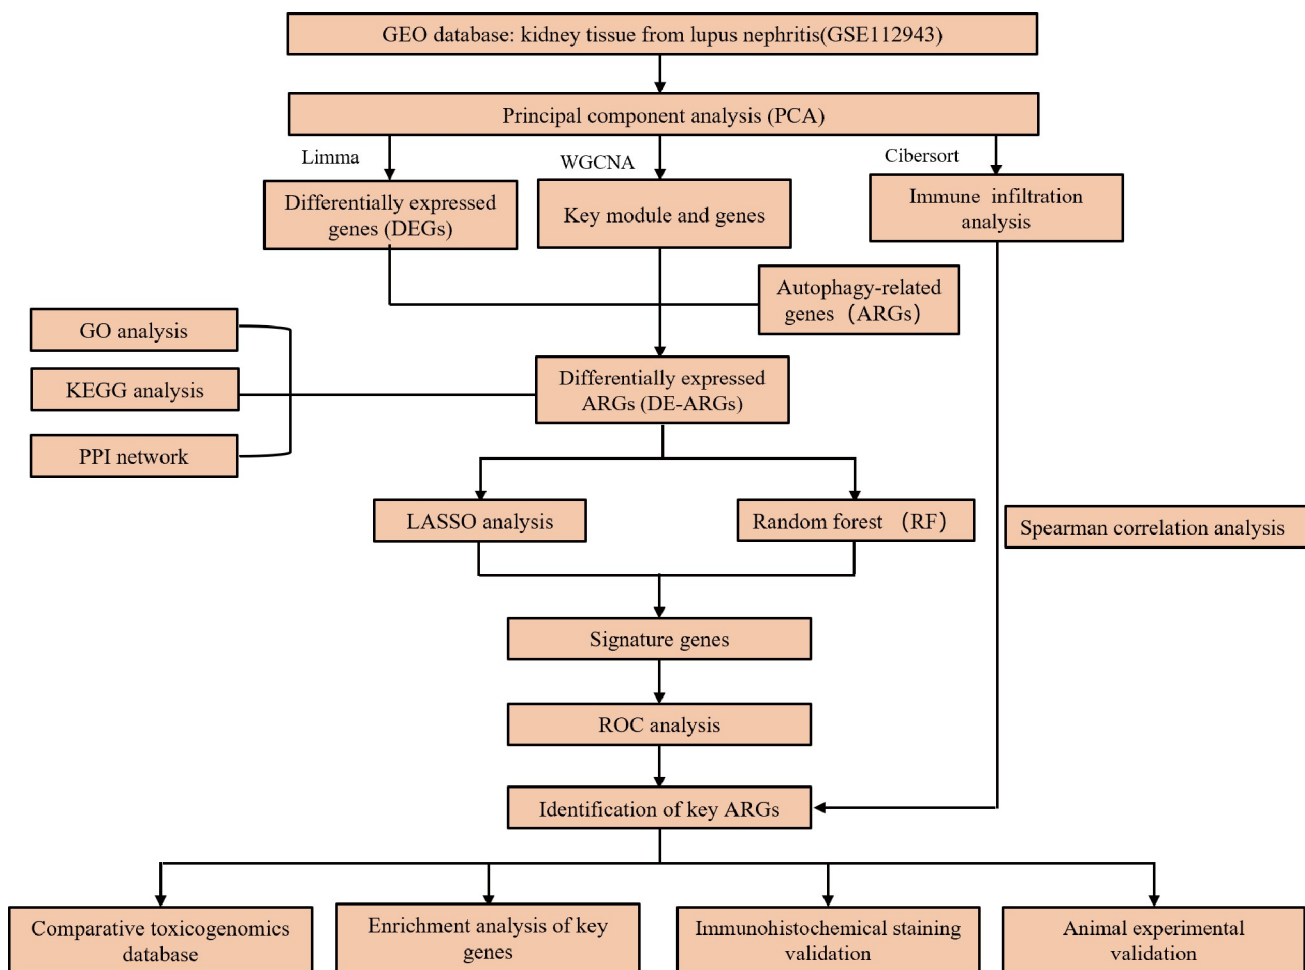 GEO database: kidney tissue from lupus nephritis(GSE112943)
Principal component analysis (PCA)
Limma
WGCNA
Cibersort
Differentially expressed
genes (DEGs)
Key module and genes
Immune infiltration
analysis
Autophagy-related
genes（ARGs）
GO analysis
KEGG analysis
PPI network
Differentially expressed
ARGs (DE-ARGs)
LASSO analysis
Random forest （RF）
Spearman correlation analysis
Signature genes
ROC analysis
Identification of key ARGs
Comparative toxicogenomics
database
Enrichment analysis of key
genes
Immunohistochemical staining
validation
Animal experimental
validation